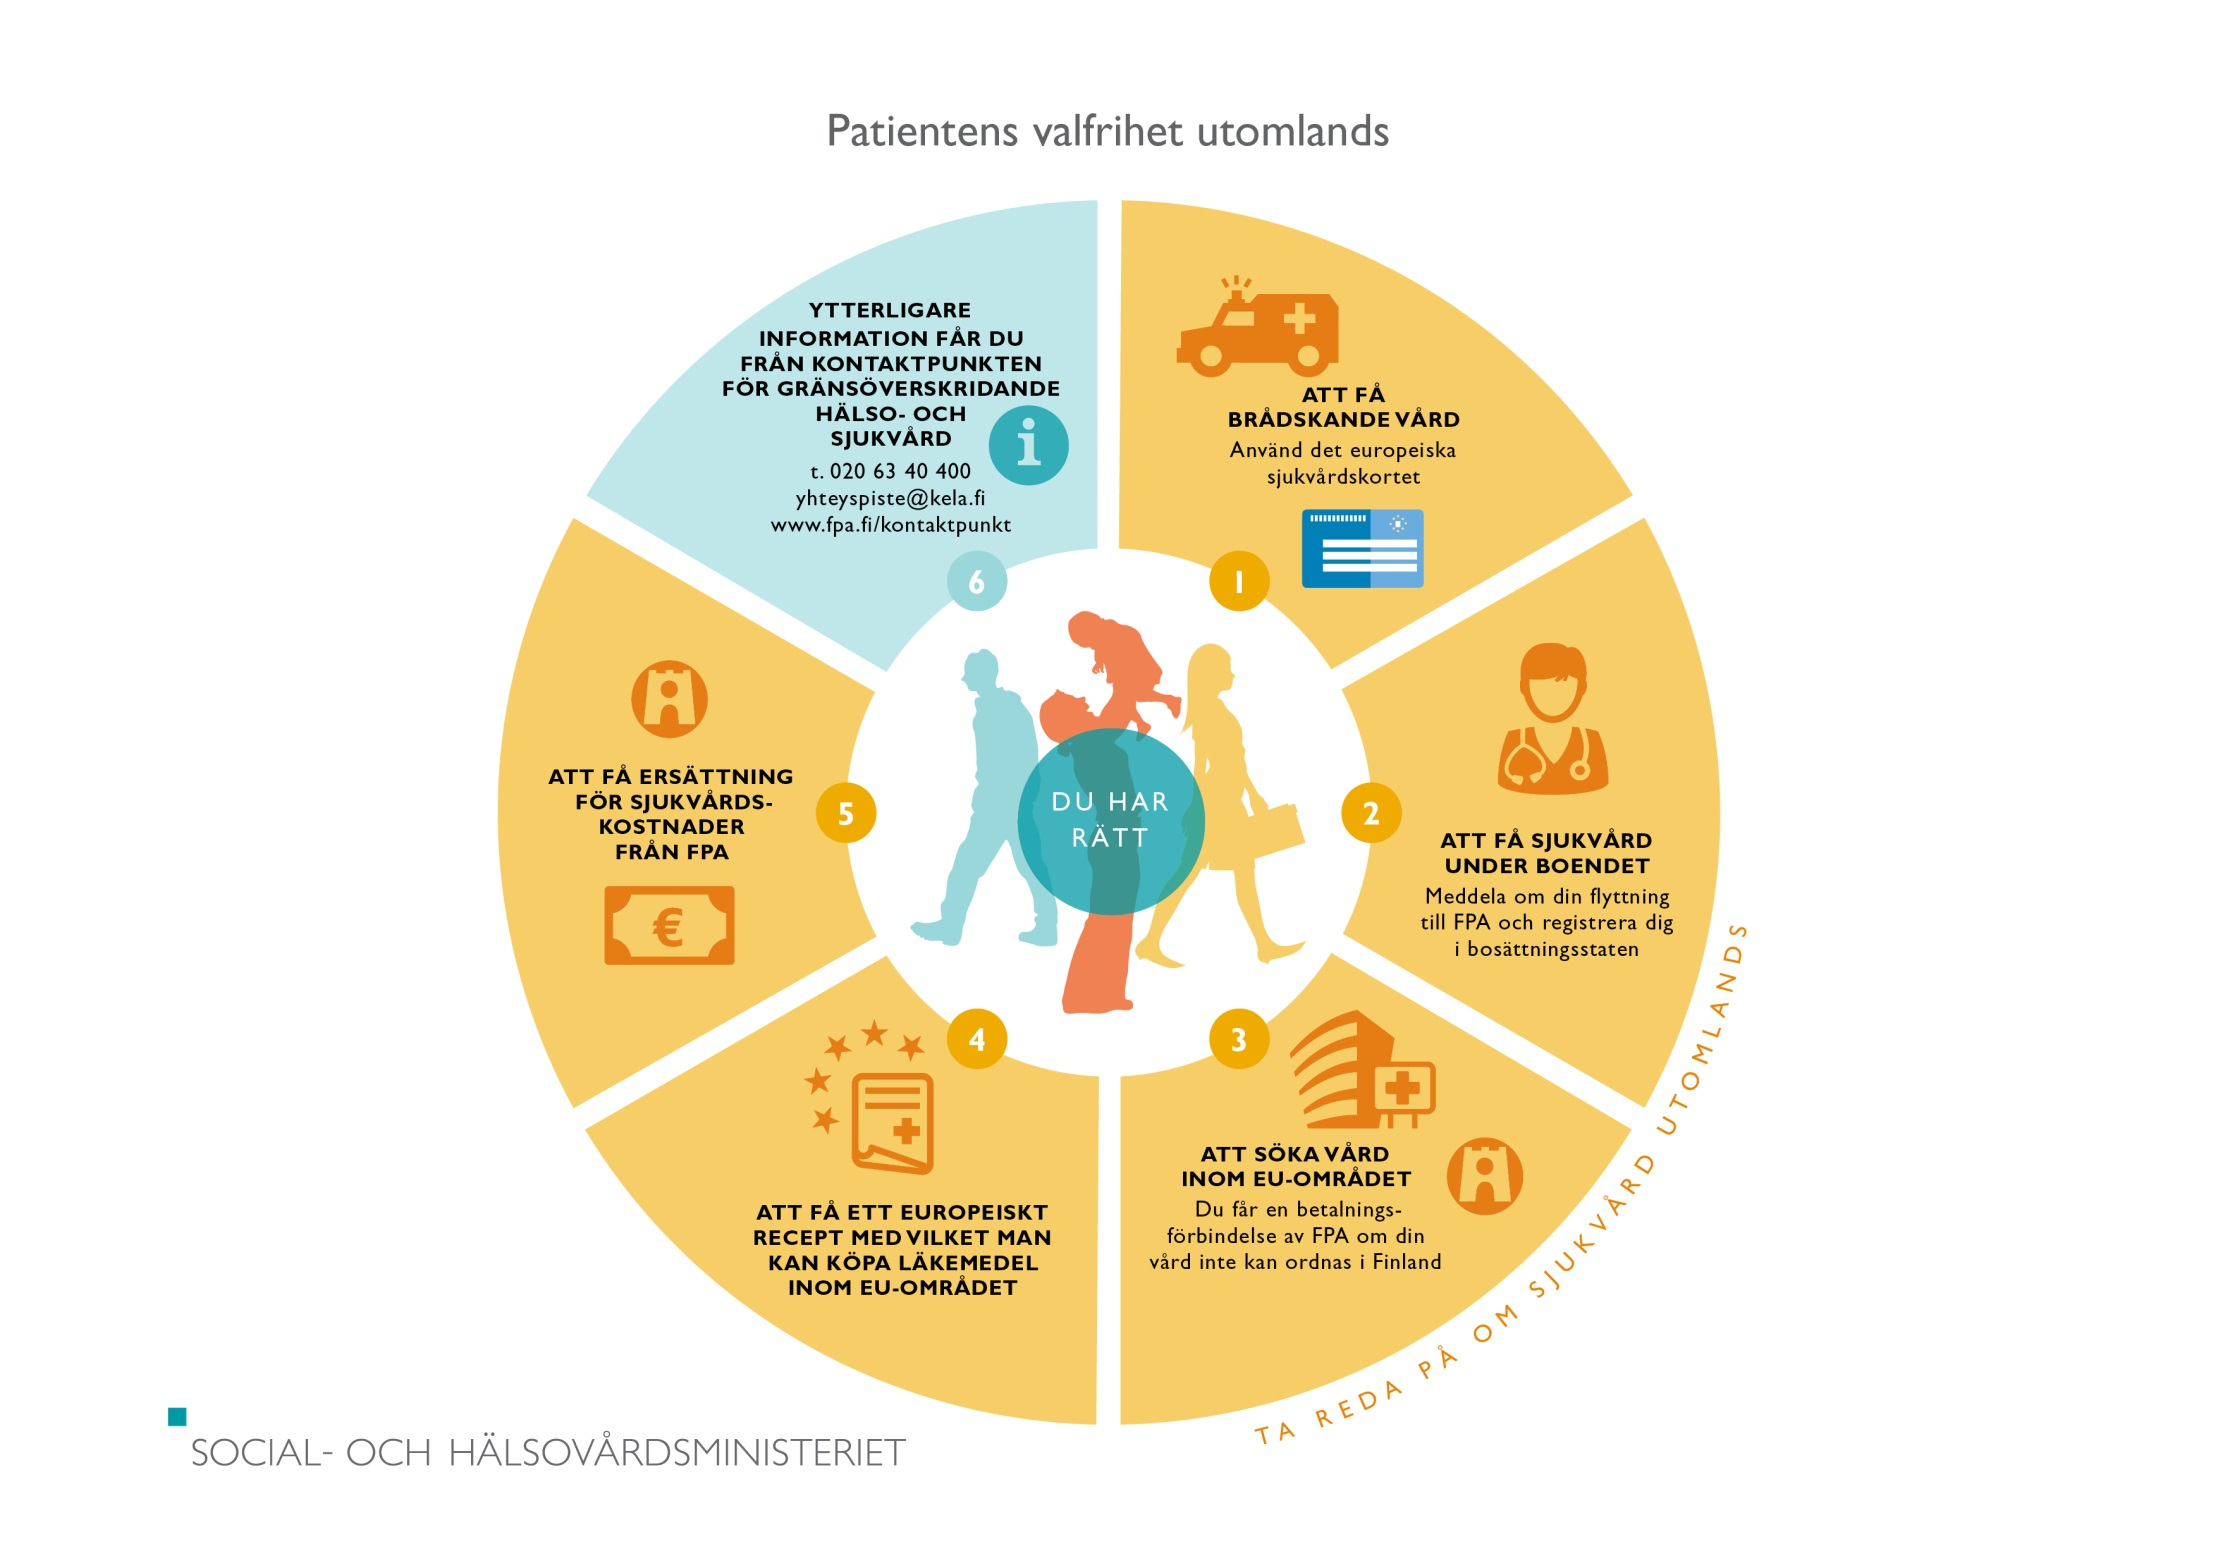 Patientens valfrihet utomlands
ATT FÅ
BRÅDSKANDE VÅRD
Använd det europeiska
sjukvårdskortet
1
ATT FÅ SJUKVÅRD
UNDER BOENDET
Meddela om din flyttning
till FPA och registrera dig
i bosättningsstaten
2
ATT SÖKA VÅRD
INOM EU-OMRÅDET
Du får en betalnings-
förbindelse av FPA om din
vård inte kan ordnas i Finland
3
ATT FÅ ETT EUROPEISKT
RECEPT MED VILKET MAN
KAN KÖPA LÄKEMEDEL
INOM EU-OMRÅDET
4
ATT FÅ ERSÄTTNING
FÖR SJUKVÅRDS-
KOSTNADER
FRÅN FPA
€
5
YTTERLIGARE
INFORMATION FÅR DU
FRÅN KONTAKTPUNKTEN
FÖR GRÄNSÖVERSKRIDANDE
HÄLSO- OCH
SJUKVÅRD
t. 020 63 40 400
yhteyspiste@kela.fi
www.fpa.fi/kontaktpunkt
i
6
DU HAR
RÄTT
TA REDA PÅ OM SJUKVÅRD UTOMLANDS
SOCIAL- OCH HÄLSOVÅRDSMINISTERIET